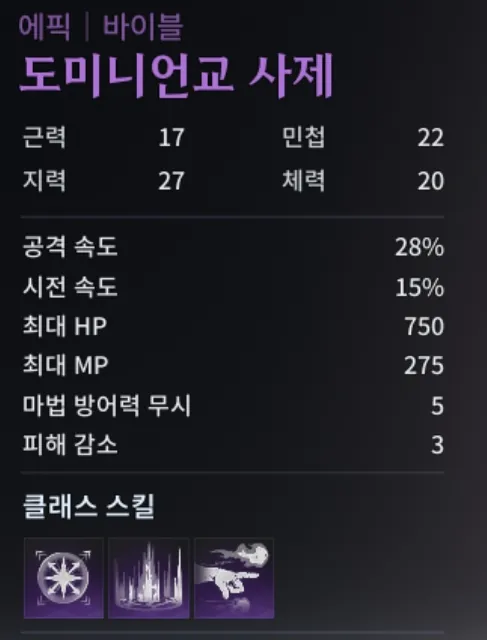 에픽 | 바이블
도미니언교 사제
근력 17 민첩 22
지력 27 체력 20
공격 속도 28%
시전 속도 15%
최대 HP 750
최대 MP 275
마법 방어력 무시 5
피해 감소 3
클래스 스킬